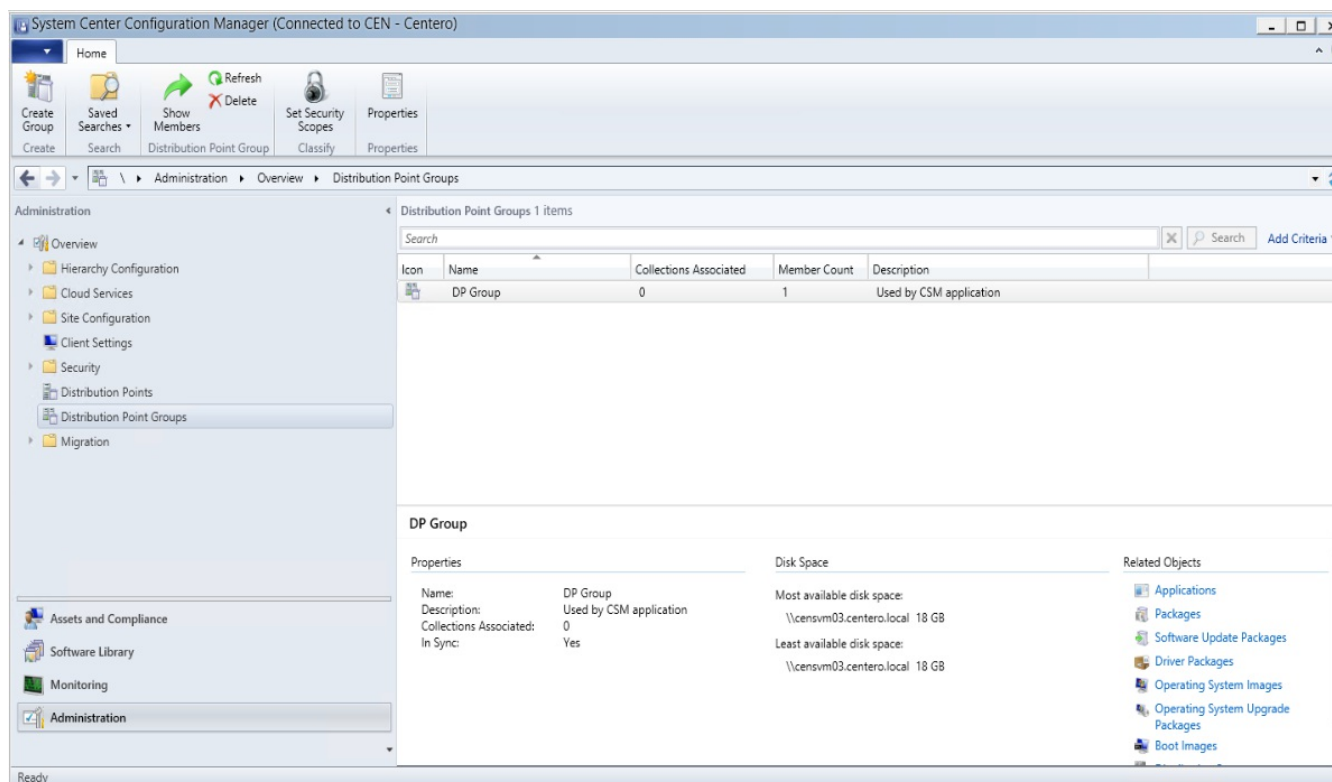 System Center Configuration Manager (Connected to CEN - Centero)
Home
Create Group
Saved Searches
Show Members
Refresh
Delete
Set Security Scopes
Properties
Create
Search
Distribution Point Group
Classify
Properties
\ Administration Overview Distribution Point Groups
Administration
Overview
Hierarchy Configuration
Cloud Services
Site Configuration
Client Settings
Security
Distribution Points
Distribution Point Groups
Migration
Assets and Compliance
Software Library
Monitoring
Administration
Distribution Point Groups 1 items
Search
Search
Add Criteria
Icon Name Collections Associated Member Count Description
DP Group 0 1 Used by CSM application
DP Group
Properties
Name: DP Group
Description: Used by CSM application
Collections Associated: 0
In Sync: Yes
Disk Space
Most available disk space:
\\censvm03.centero.local 18 GB
Least available disk space:
\\censvm03.centero.local 18 GB
Related Objects
Applications
Packages
Software Update Packages
Driver Packages
Operating System Images
Operating System Upgrade
Packages
Boot Images
Ready